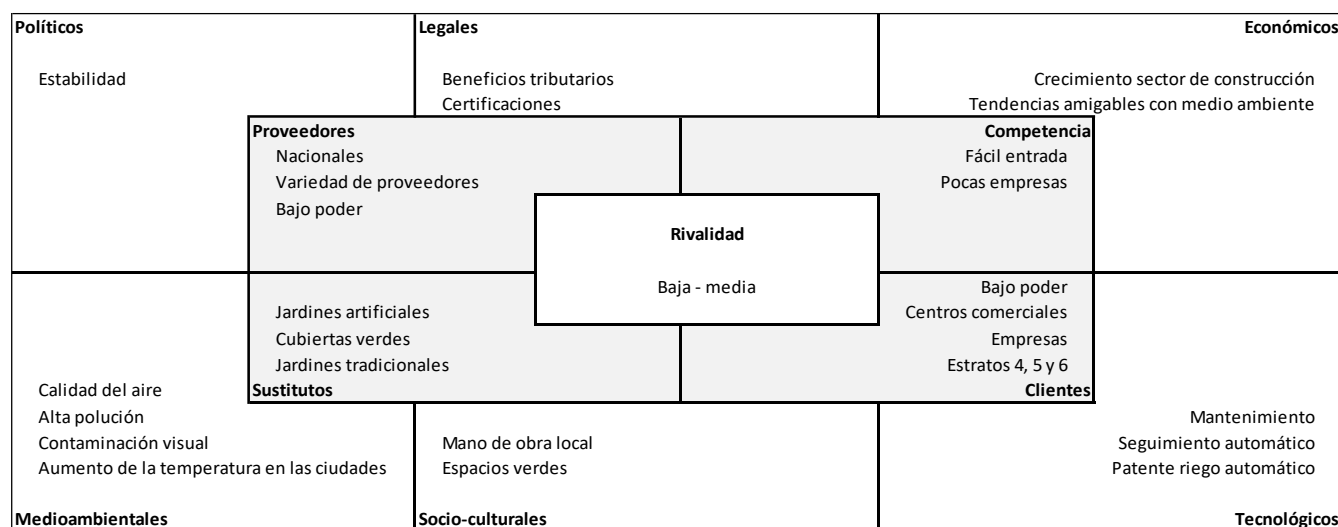 Políticos
Estabilidad
Legales
Beneficios tributarios
Certificaciones
Económicos
Crecimiento sector de construcción
Tendencias amigables con medio ambiente
Proveedores
Nacionales
Variedad de proveedores
Bajo poder
Competencia
Fácil entrada
Pocas empresas
Rivalidad
Baja - media
Jardines artificiales
Cubiertas verdes
Jardines tradicionales
Sustitutos
Bajo poder
Centros comerciales
Empresas
Estratos 4, 5 y 6
Clientes
Calidad del aire
Alta polución
Contaminación visual
Aumento de la temperatura en las ciudades
Medioambientales
Mano de obra local
Espacios verdes
Socio-culturales
Mantenimiento
Seguimiento automático
Patente riego automático
Tecnológicos